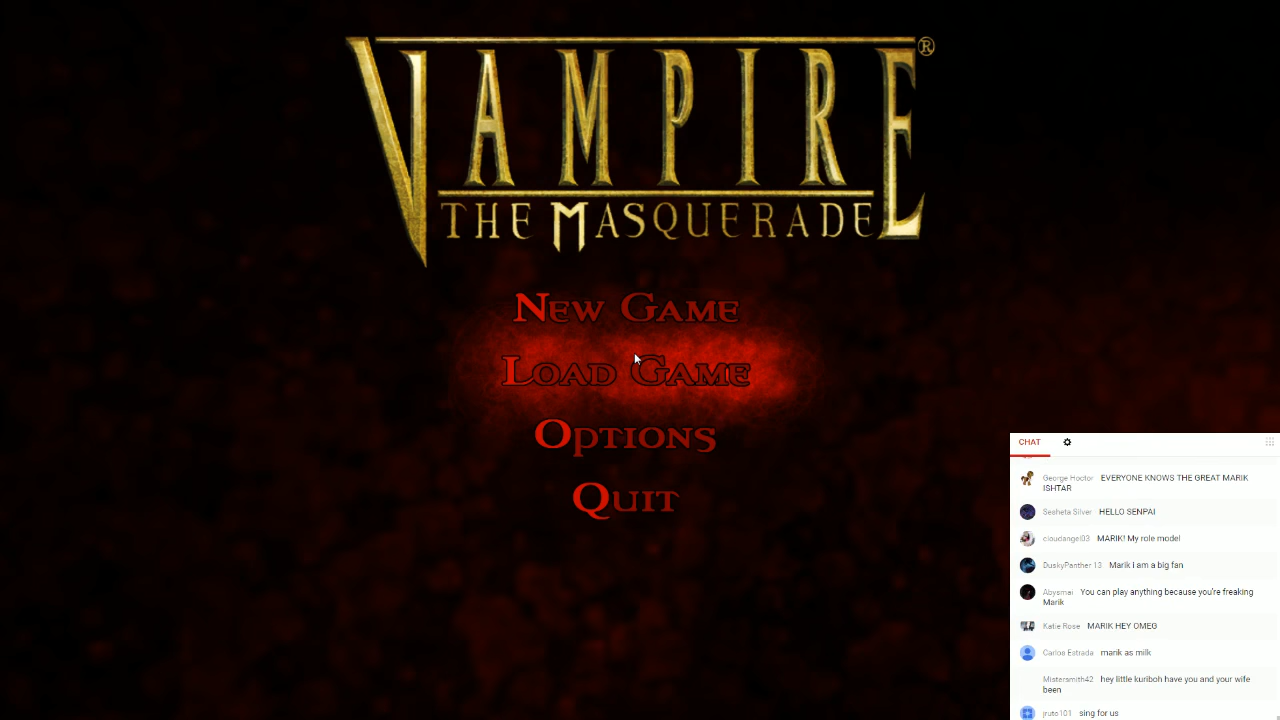 VAMPIRE®
THE MASQUERADE
NEW GAME
LOAD GAME
OPTIONS
QUIT
CHAT
George Hoctor EVERYONE KNOWS THE GREAT MARIK
ISHTAR
Sesheta Silver HELLO SENPAI
cloudangel03 MARIK! My role model
DuskyPanther 13 Marik i am a big fan
Abysmai You can play anything because you're freaking
Marik
Katie Rose MARIK HEY OMEG
Carlos Estrada marik as milk
Mistersmith42 hey little kuriboh have you and your wife
been
jruto101 sing for us